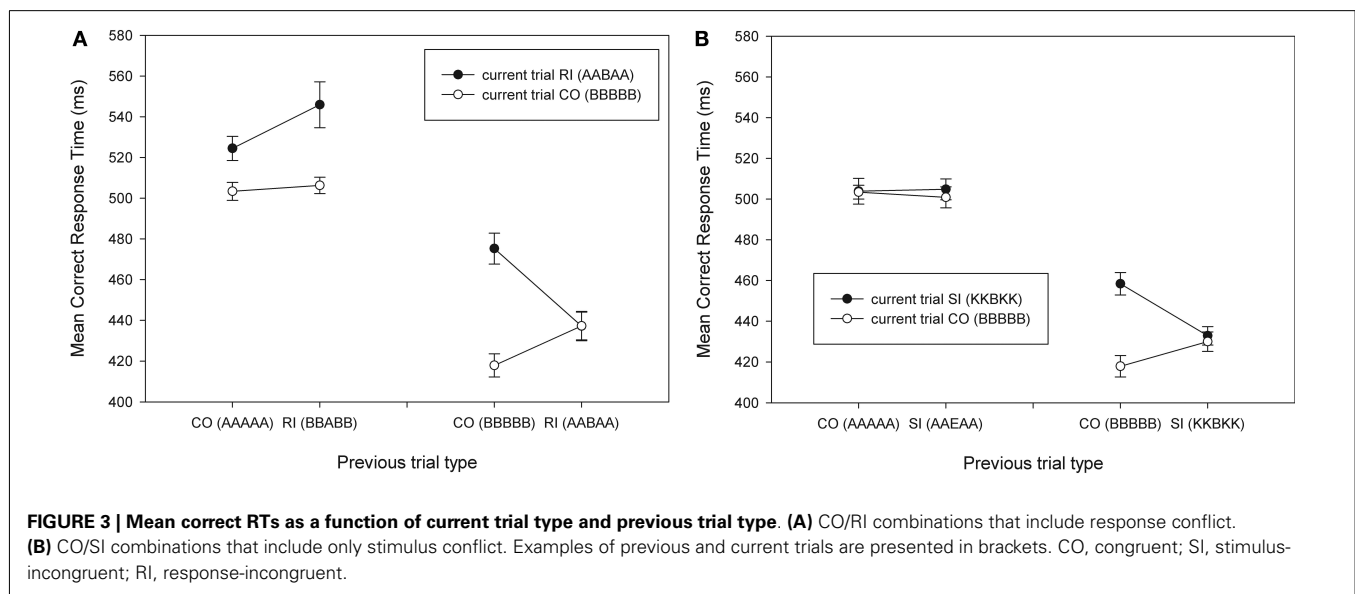 A
580
560
540
520
500
480
460
440
420
400
Mean Correct Response Time (ms)
current trial RI (AABAA)
current trial CO (BBBBB)
CO (AAAAA) RI (BBABB) CO (BBBBB) RI (AABAA)
Previous trial type
B
580
560
540
520
500
480
460
440
420
400
Mean Correct Response Time (ms)
current trial SI (KKBKK)
current trial CO (BBBBB)
CO (AAAAA) SI (AAEAA) CO (BBBBB) SI (KKBKK)
Previous trial type
FIGURE 3 | Mean correct RTs as a function of current trial type and previous trial type. (A) CO/RI combinations that include response conflict.
(B) CO/SI combinations that include only stimulus conflict. Examples of previous and current trials are presented in brackets. CO, congruent; SI, stimulus-
incongruent; RI, response-incongruent.